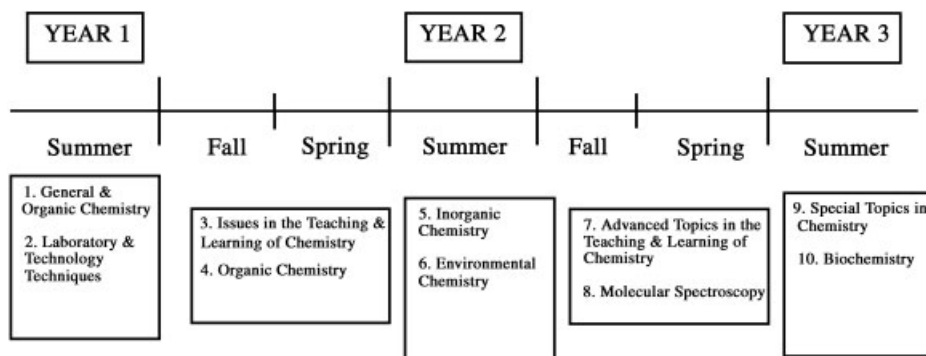 YEAR 1
YEAR 2
YEAR 3
Summer
Fall
Spring
Summer
Fall
Spring
Summer
1. General &
Organic Chemistry
2. Laboratory &
Technology
Techniques
3. Issues in the Teaching &
Learning of Chemistry
4. Organic Chemistry
5. Inorganic
Chemistry
6. Environmental
Chemistry
7. Advanced Topics in the
Teaching & Learning of
Chemistry
8. Molecular Spectroscopy
9. Special Topics in
Chemistry
10. Biochemistry